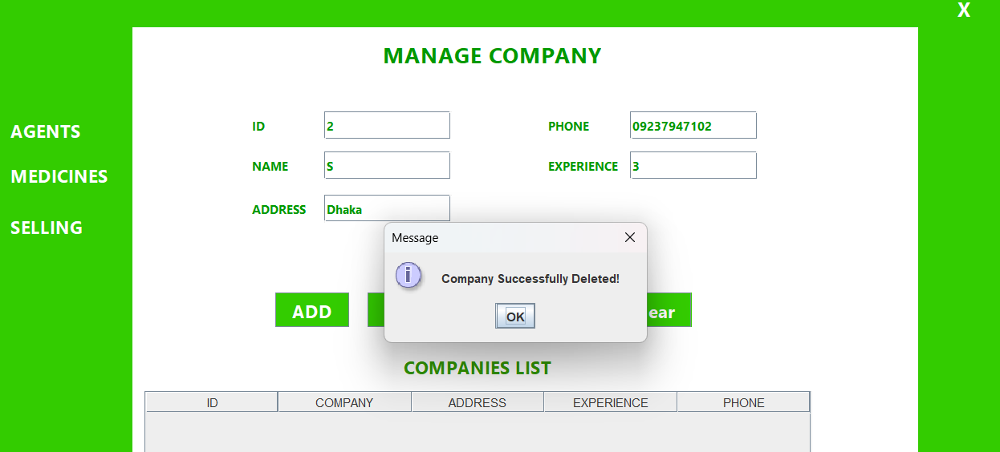 X
MANAGE COMPANY
AGENTS
MEDICINES
SELLING
ID 2
PHONE 09237947102
NAME S
EXPERIENCE 3
ADDRESS Dhaka
Message
i
Company Successfully Deleted!
OK
ADD
ear
COMPANIES LIST
ID COMPANY ADDRESS EXPERIENCE PHONE